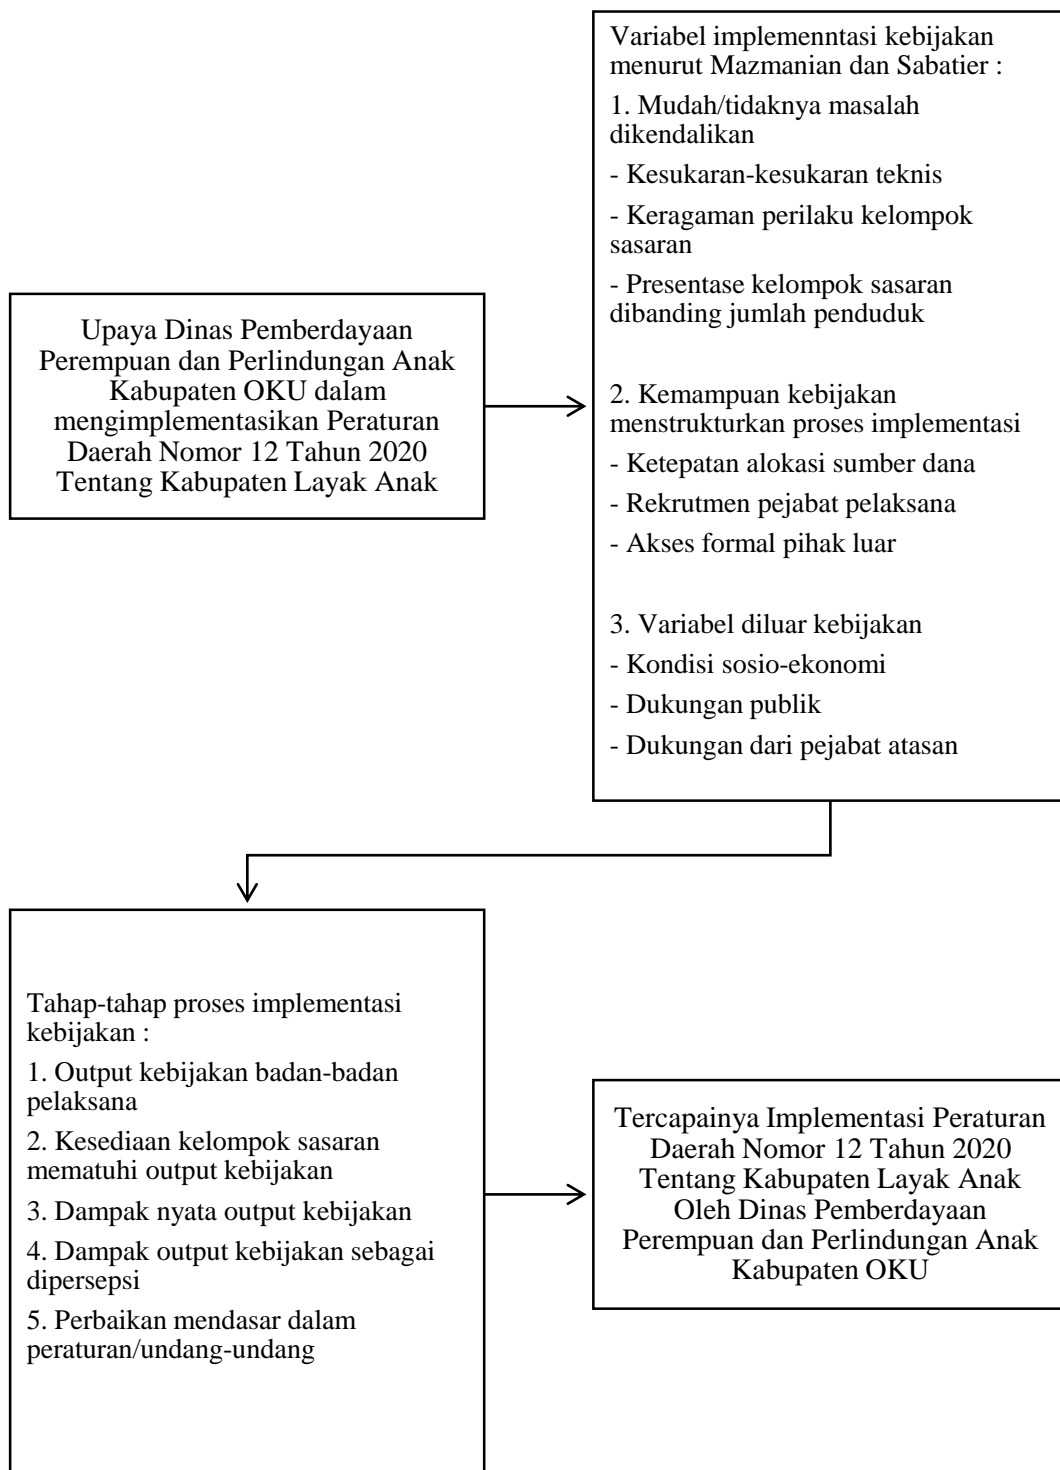 Upaya Dinas Pemberdayaan
Perempuan dan Perlindungan Anak
Kabupaten OKU dalam
mengimplementasikan Peraturan
Daerah Nomor 12 Tahun 2020
Tentang Kabupaten Layak Anak
Variabel implemenntasi kebijakan
menurut Mazmanian dan Sabatier :
1. Mudah/tidaknya masalah
dikendalikan
- Kesukaran-kesukaran teknis
- Keragaman perilaku kelompok
sasaran
- Presentase kelompok sasaran
dibanding jumlah penduduk
2. Kemampuan kebijakan
menstrukturkan proses implementasi
- Ketepatan alokasi sumber dana
- Rekrutmen pejabat pelaksana
- Akses formal pihak luar
3. Variabel diluar kebijakan
- Kondisi sosio-ekonomi
- Dukungan publik
- Dukungan dari pejabat atasan
Tahap-tahap proses implementasi
kebijakan :
1. Output kebijakan badan-badan
pelaksana
2. Kesediaan kelompok sasaran
mematuhi output kebijakan
3. Dampak nyata output kebijakan
4. Dampak output kebijakan sebagai
dipersepsi
5. Perbaikan mendasar dalam
peraturan/undang-undang
Tercapainya Implementasi Peraturan
Daerah Nomor 12 Tahun 2020
Tentang Kabupaten Layak Anak
Oleh Dinas Pemberdayaan
Perempuan dan Perlindungan Anak
Kabupaten OKU